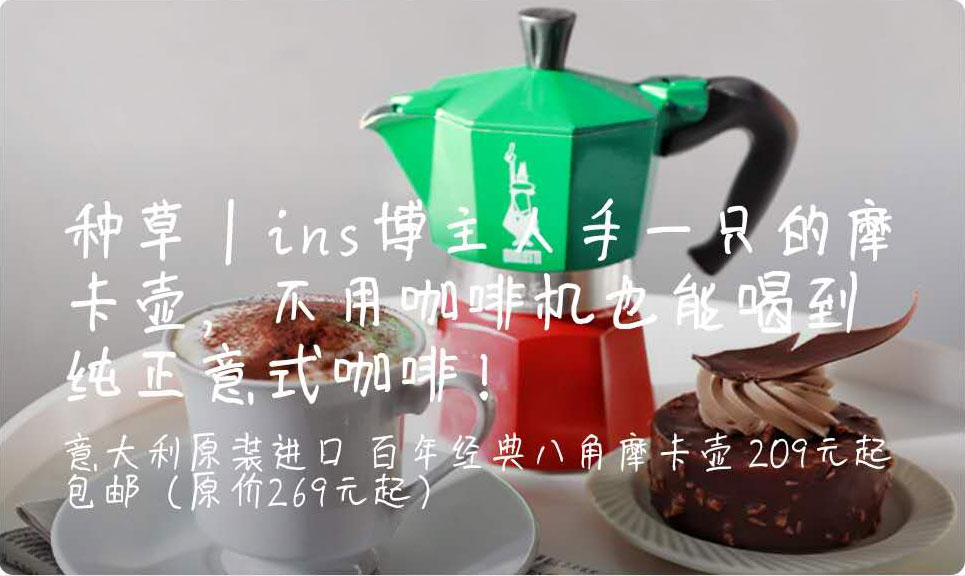 种草｜ins博主人手一只的摩
卡壶，不用咖啡机也能喝到
纯正意式咖啡！
意大利原装进口 百年经典八角摩卡壶 209元起
包邮（原价269元起）
BIALETTI